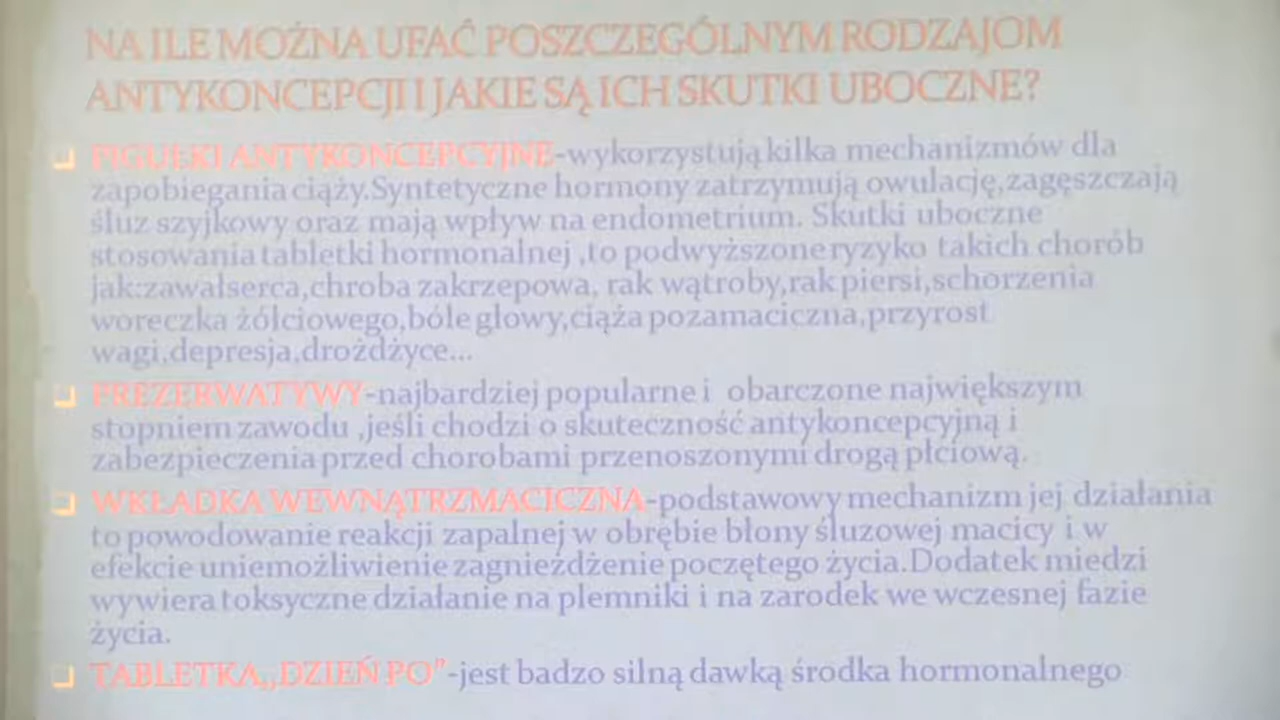 NA ILE MOŻNA UFAĆ POSZCZEGÓLNYM RODZAJOM
ANTYKONCEPCJI I JAKIE SĄ ICH SKUTKI UBOCZNE?
PIGUŁKI ANTYKONCEPCYJNE-wykorzystują kilka mechanizmów dla
zapobiegania ciąży.Syntetyczne hormony zatrzymują owulację,zagęszczają
śluz szyjkowy oraz mają wpływ na endometrium. Skutki uboczne
stosowania tabletki hormonalnej ,to podwyższone ryzyko takich chorób
jak:zawał serca,chroba zakrzepowa, rak wątroby,rak piersi,schorzenia
woreczka żółciowego,bóle głowy,ciąża pozamaciczna,przyrost
wagi,depresja,drożdżyce...
PREZERWATYWY-najbardziej popularne i obarczone największym
stopniem zawodu ,jeśli chodzi o skuteczność antykoncepcyjną i
zabezpieczenia przed chorobami przenoszonymi drogą płciową.
WKŁADKA WEWNĄTRZMACICZNA-podstawowy mechanizm jej działania
to powodowanie reakcji zapalnej w obrębie błony śluzowej macicy i w
efekcie uniemożliwienie zagnieżdżenie poczętego życia.Dodatek miedzi
wywiera toksyczne działanie na plemniki i na zarodek we wczesnej fazie
życia.
TABLETKA,,DZIEŃ PO"-jest badzo silną dawką środka hormonalnego